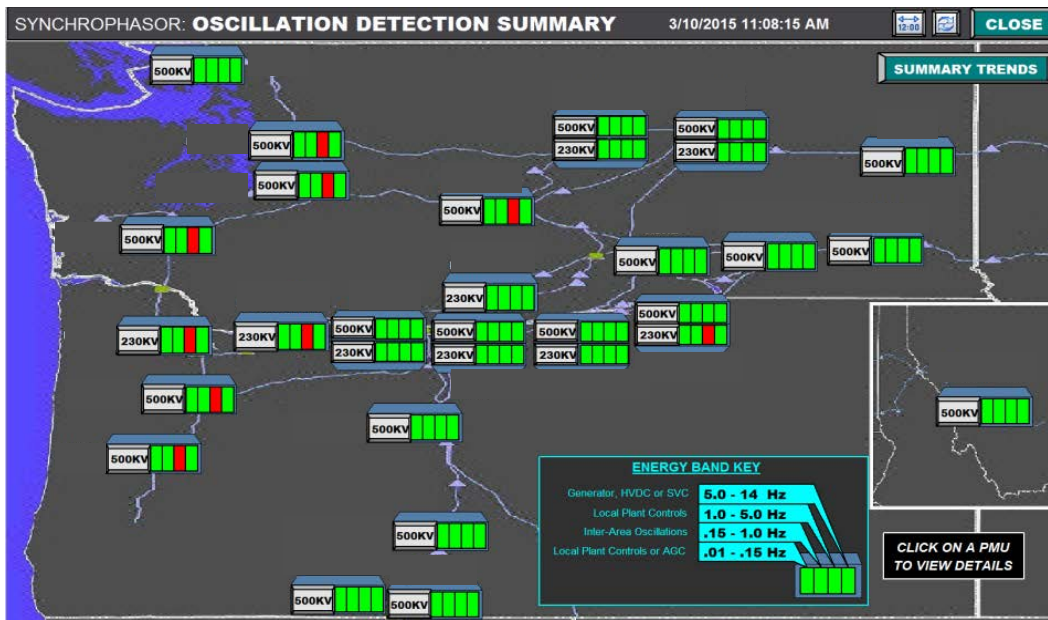 SYNCHROPHASOR: OSCILLATION DETECTION SUMMARY 3/10/2015 11:08:15 AM 12:00 CLOSE
SUMMARY TRENDS
500KV
500KV
500KV
500KV
230KV
500KV
230KV
500KV
500KV
500KV
500KV
500KV
500KV
500KV
230KV
500KV
230KV
230KV
230KV
500KV
230KV
500KV
230KV
500KV
230KV
500KV
500KV
500KV
500KV
500KV
500KV
500KV
ENERGY BAND KEY
Generator, HVDC or SVC 5.0 - 14 Hz
Local Plant Controls 1.0 - 5.0 Hz
Inter-Area Oscillations .15 - 1.0 Hz
Local Plant Controls or AGC .01 - .15 Hz
500KV
CLICK ON A PMU
TO VIEW DETAILS